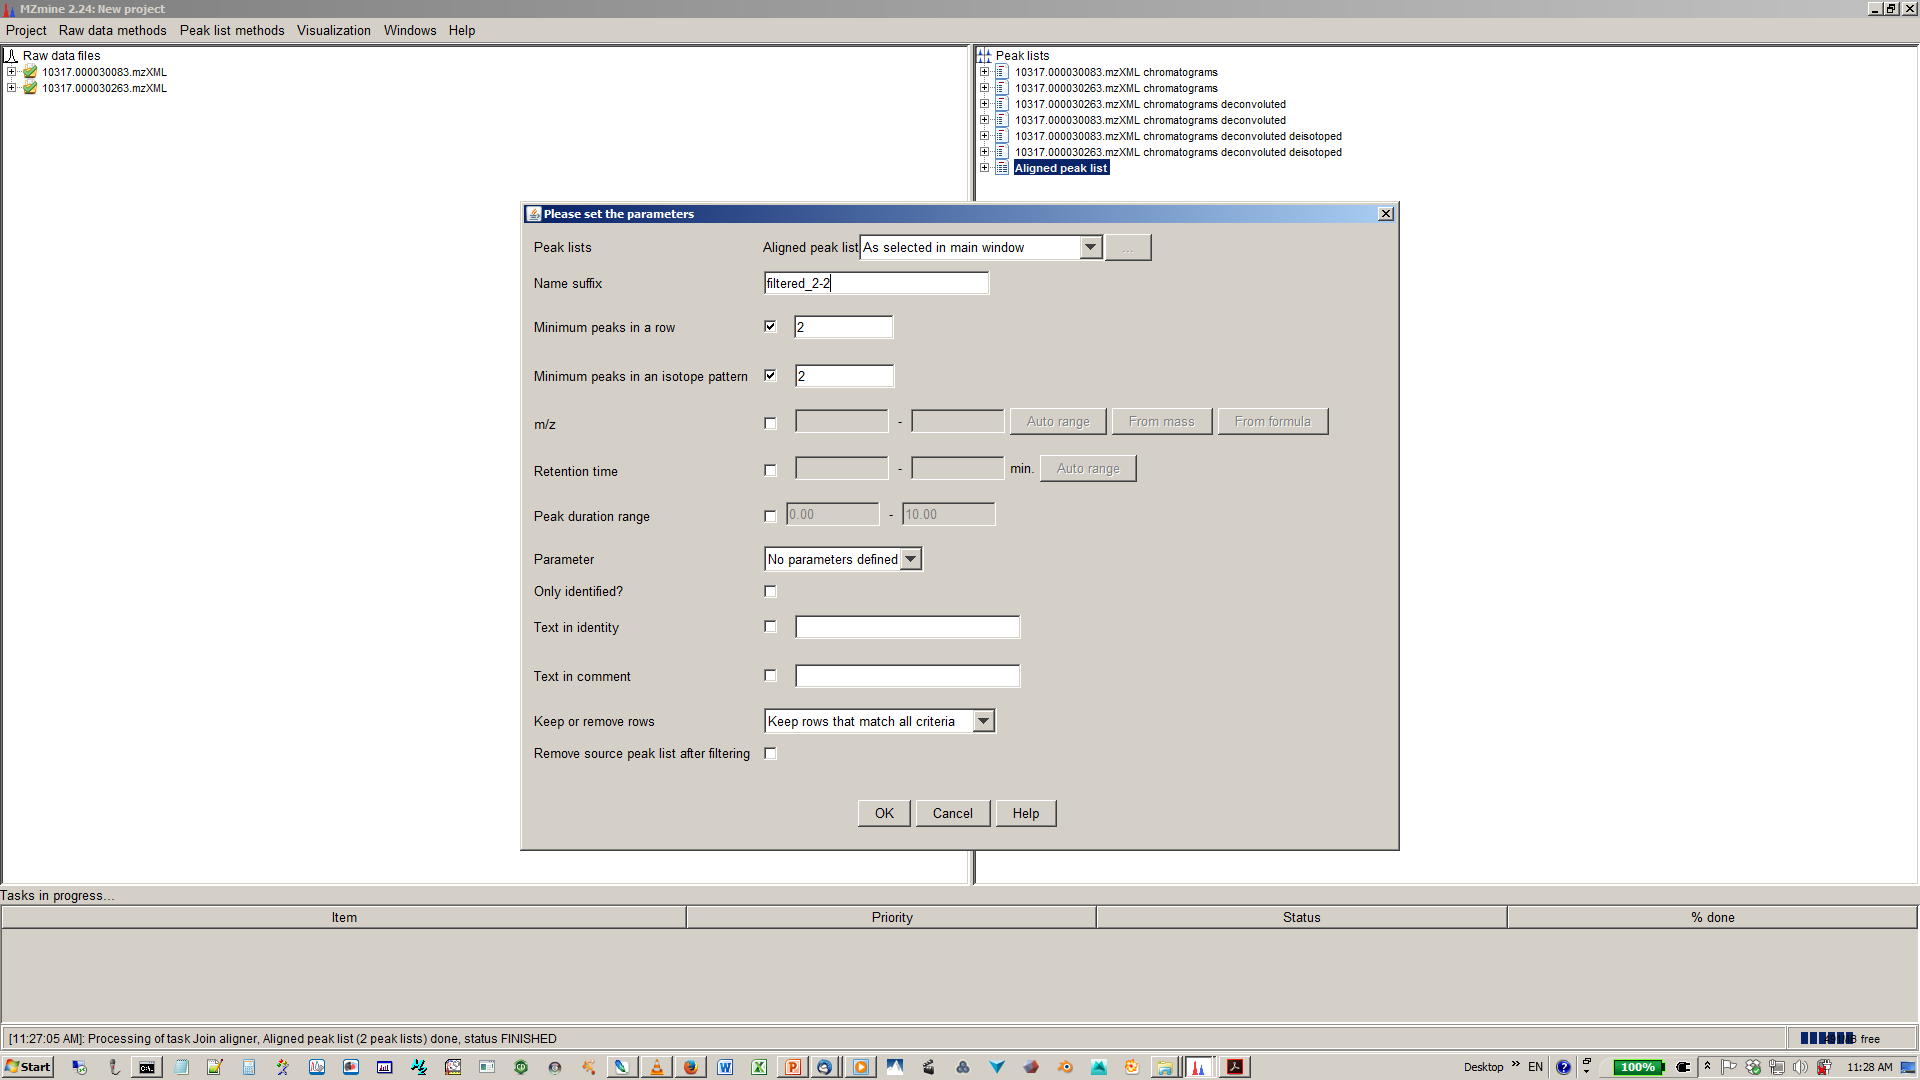 MZmine 2.24: New project
Project Raw data methods Peak list methods Visualization Windows Help
Raw data files
10317.000030083.mzXML
10317.000030263.mzXML
Peak lists
10317.000030083.mzXML chromatograms
10317.000030263.mzXML chromatograms
10317.000030263.mzXML chromatograms deconvoluted
10317.000030083.mzXML chromatograms deconvoluted
10317.000030083.mzXML chromatograms deconvoluted deisotoped
10317.000030263.mzXML chromatograms deconvoluted deisotoped
Aligned peak list
Please set the parameters
Peak lists Aligned peak list As selected in main window ...
Name suffix filtered_2-2
Minimum peaks in a row 2
Minimum peaks in an isotope pattern 2
m/z - Auto range From mass From formula
Retention time - min. Auto range
Peak duration range 0.00 - 10.00
Parameter No parameters defined
Only identified?
Text in identity
Text in comment
Keep or remove rows Keep rows that match all criteria
Remove source peak list after filtering
OK Cancel Help
Tasks in progress...
Item Priority Status % done
[11:27:05 AM]: Processing of task Join aligner, Aligned peak list (2 peak lists) done, status FINISHED
free
Start Desktop » EN 100% 11:28 AM